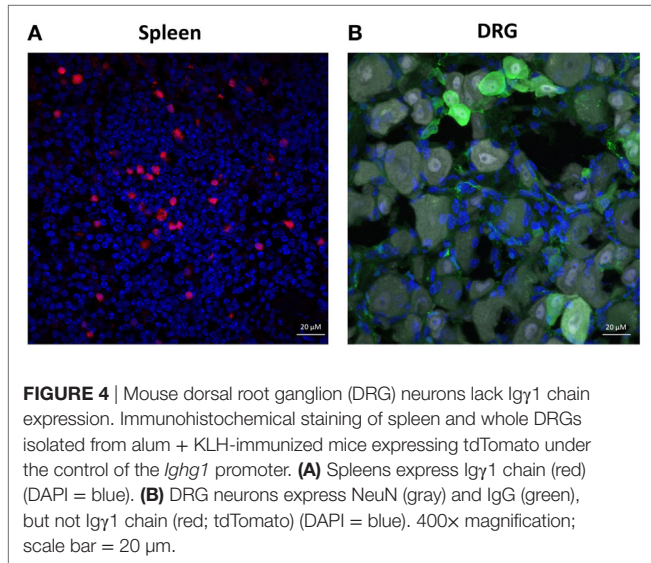 A Spleen B DRG
20 µM 20 µM
FIGURE 4 | Mouse dorsal root ganglion (DRG) neurons lack Igγ1 chain
expression. Immunohistochemical staining of spleen and whole DRGs
isolated from alum + KLH-immunized mice expressing tdTomato under
the control of the Ighg1 promoter. (A) Spleens express Igγ1 chain (red)
(DAPI = blue). (B) DRG neurons express NeuN (gray) and IgG (green),
but not Igγ1 chain (red; tdTomato) (DAPI = blue). 400× magnification;
scale bar = 20 µm.